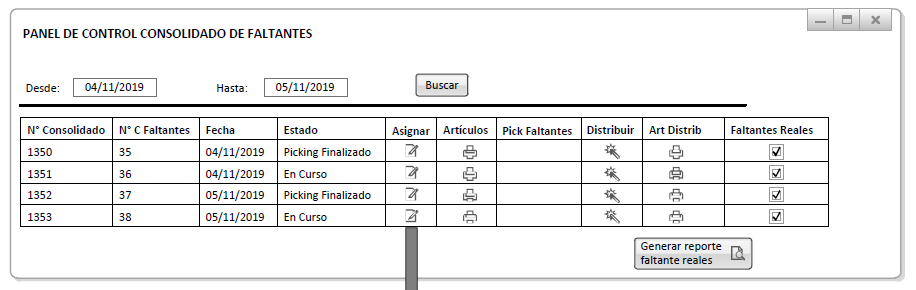 PANEL DE CONTROL CONSOLIDADO DE FALTANTES
Desde: 04/11/2019 Hasta: 05/11/2019 Buscar
N° Consolidado N° C Faltantes Fecha Estado Asignar Artículos Pick Faltantes Distribuir Art Distrib Faltantes Reales
1350 35 04/11/2019 Picking Finalizado
1351 36 04/11/2019 En Curso
1352 37 05/11/2019 Picking Finalizado
1353 38 05/11/2019 En Curso
Generar reporte
faltante reales